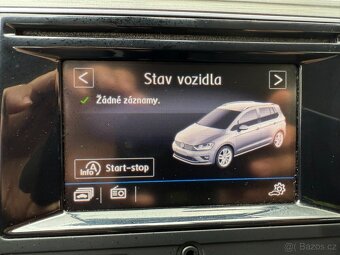 Stav vozidla
Žádné záznamy.
Info Start-stop
Bazos.cz